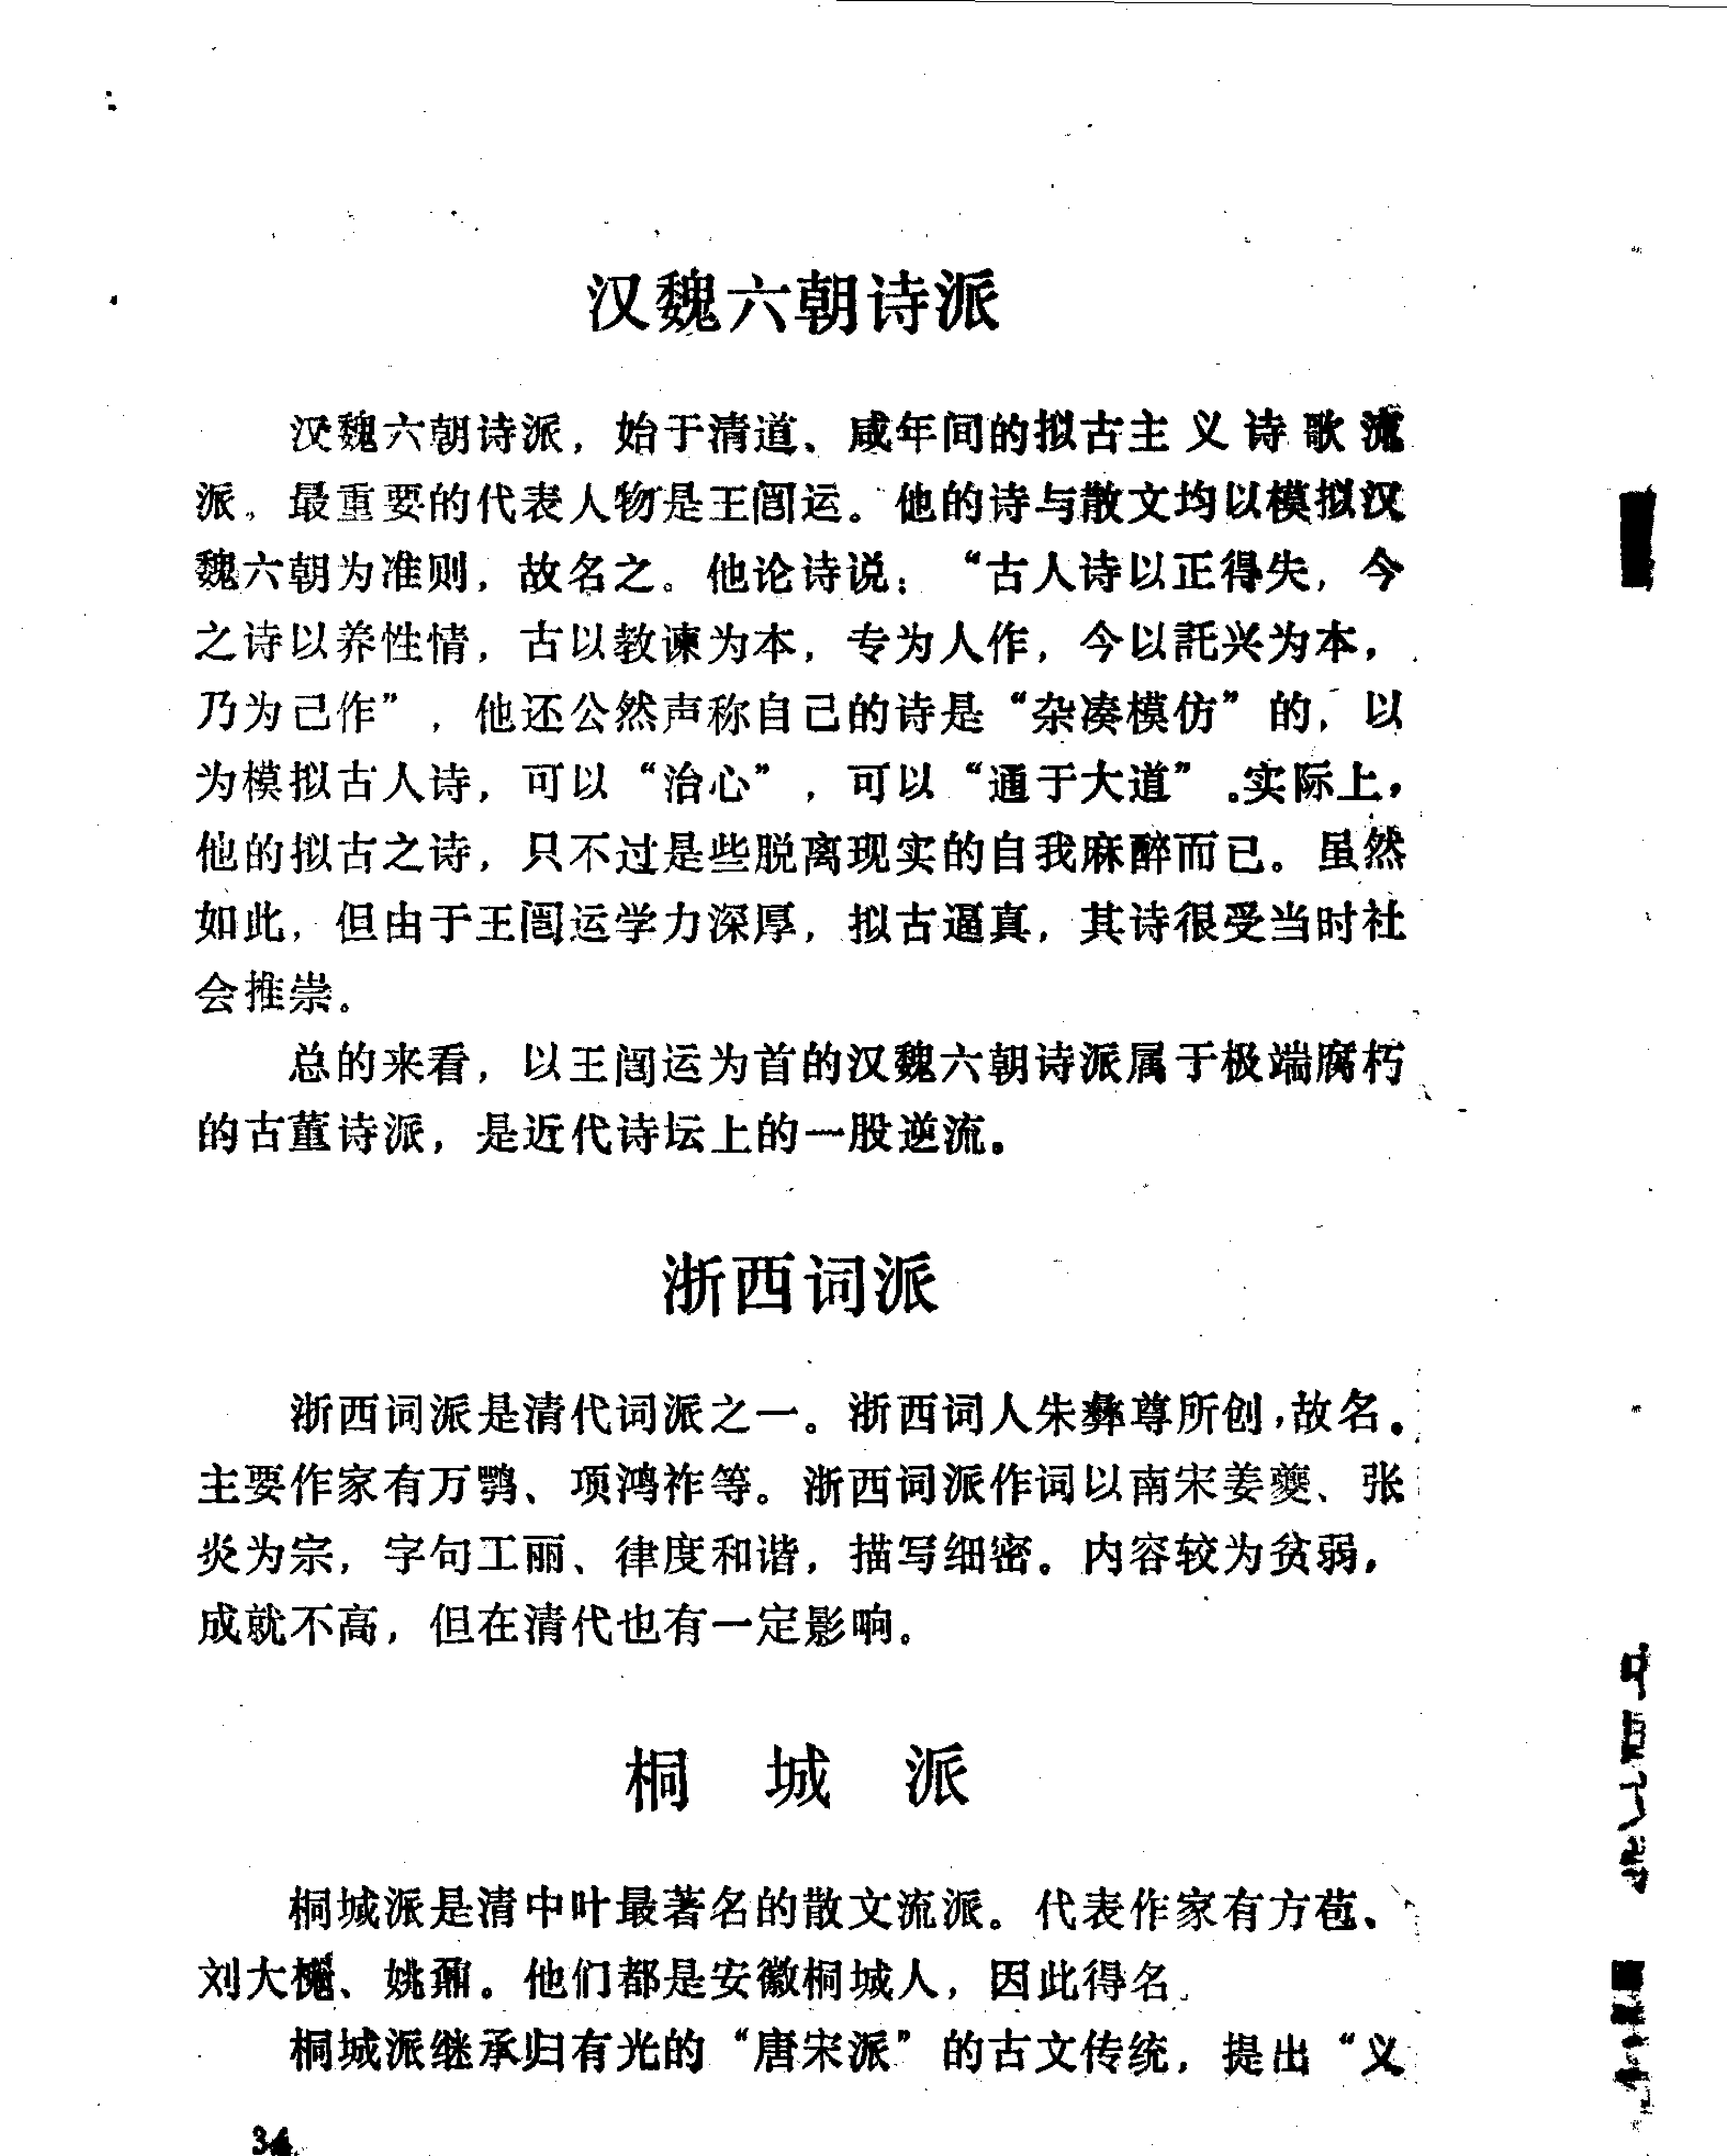 汉魏六朝诗派
汉魏六朝诗派，始于清道、咸年间的拟古主义诗歌流
派。最重要的代表人物是王闿运。他的诗与散文均以模拟汉
魏六朝为准则，故名之。他论诗说：“古人诗以正得失，今
之诗以养性情，古以教谏为本，专为人作，今以託兴为本，
乃为己作”，他还公然声称自己的诗是“杂凑模仿”的，以
为模拟古人诗，可以“治心”，可以“通于大道”。实际上，
他的拟古之诗，只不过是些脱离现实的自我麻醉而已。虽然
如此，但由于王闿运学力深厚，拟古逼真，其诗很受当时社
会推崇。
总的来看，以王闿运为首的汉魏六朝诗派属于极端腐朽
的古董诗派，是近代诗坛上的一股逆流。
浙西词派
浙西词派是清代词派之一。浙西词人朱彝尊所创，故名。
主要作家有万鹗、项鸿祚等。浙西词派作词以南宋姜夔、张
炎为宗，字句工丽、律度和谐，描写细密。内容较为贫弱，
成就不高，但在清代也有一定影响。
桐城派
桐城派是清中叶最著名的散文流派。代表作家有方苞、
刘大櫆、姚鼐。他们都是安徽桐城人，因此得名。
桐城派继承归有光的“唐宋派”的古文传统，提出“义
34